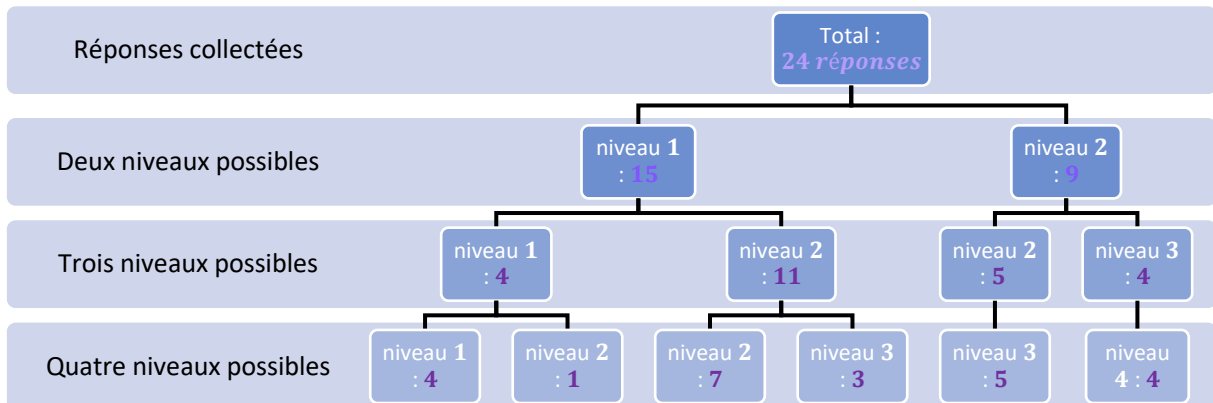 Réponses collectées
Total :
24 réponses
Deux niveaux possibles
niveau 1
: 15
niveau 2
: 9
Trois niveaux possibles
niveau 1
: 4
niveau 2
: 11
niveau 2
: 5
niveau 3
: 4
Quatre niveaux possibles
niveau 1
: 4
niveau 2
: 1
niveau 2
: 7
niveau 3
: 3
niveau 3
: 5
niveau
4 : 4